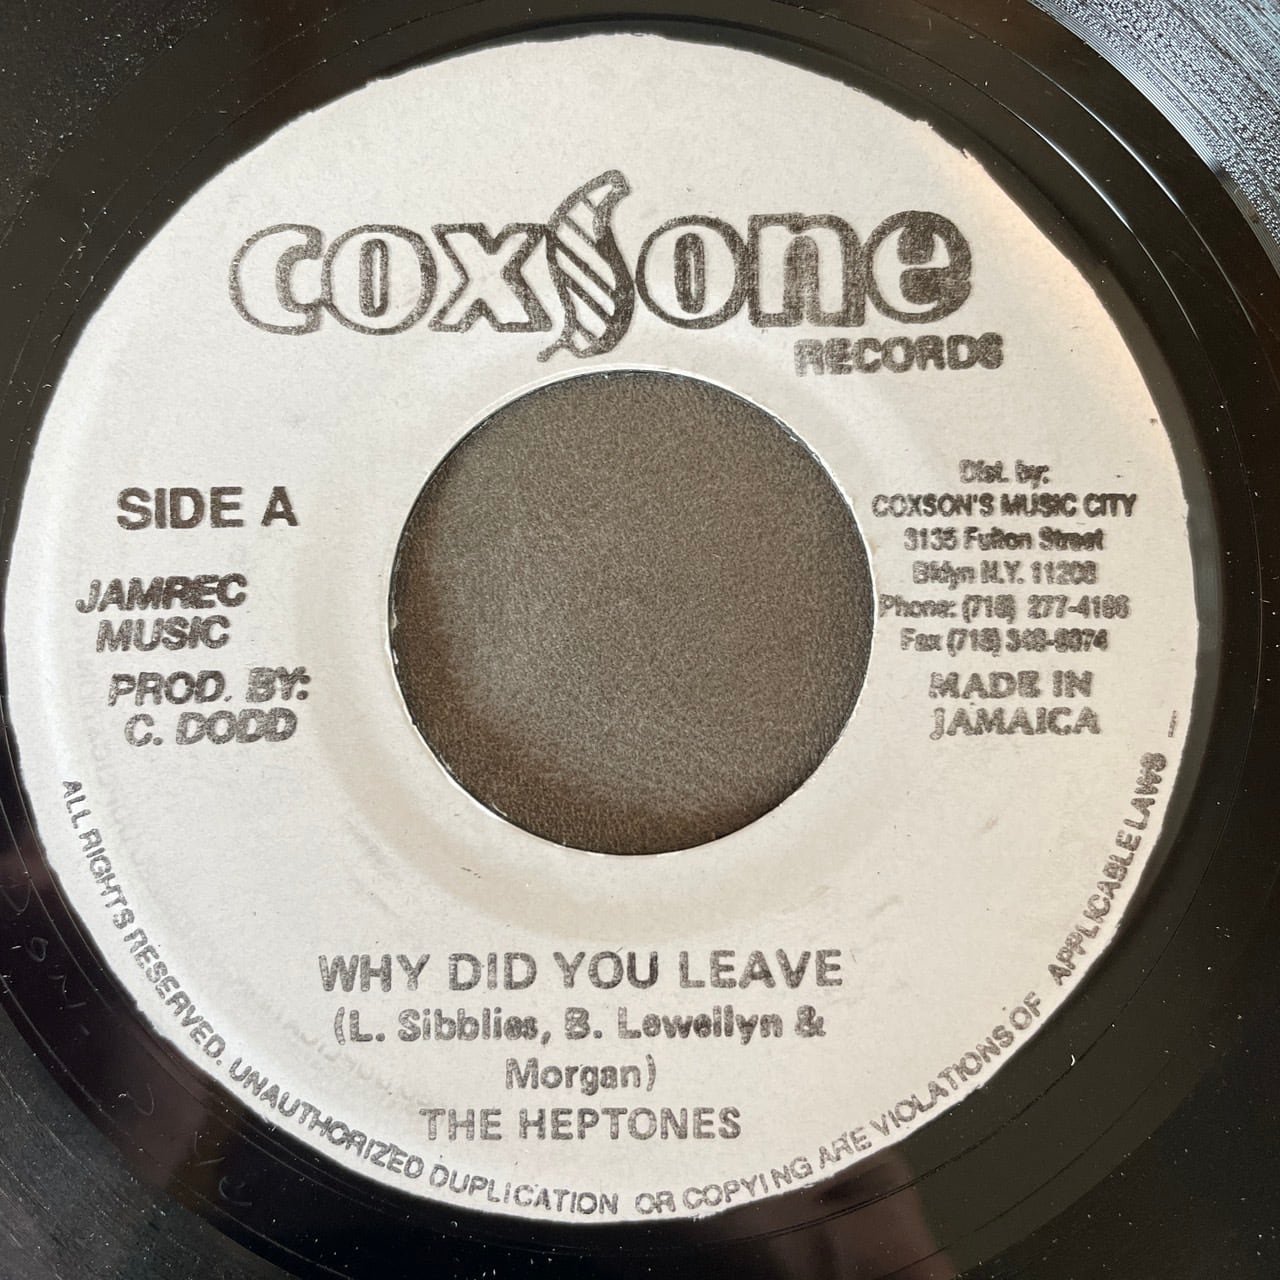 coxsone
RECORDS
SIDE A
JAMREC
MUSIC
PROD. BY:
C. DODD
Dist. by:
COXSON'S MUSIC CITY
3135 Fulton Street
Bklyn N.Y. 11208
Phone: (718) 277-4166
Fax (718)
MADE IN
JAMAICA
WHY DID YOU LEAVE
(L. Sibblies, B. Lewellyn &
Morgan)
THE HEPTONES
ALL RIGHTS RESERVED. UNAUTHORIZED DUPLICATION OR COPYING ARE VIOLATIONS OF APPLICABLE LAWS